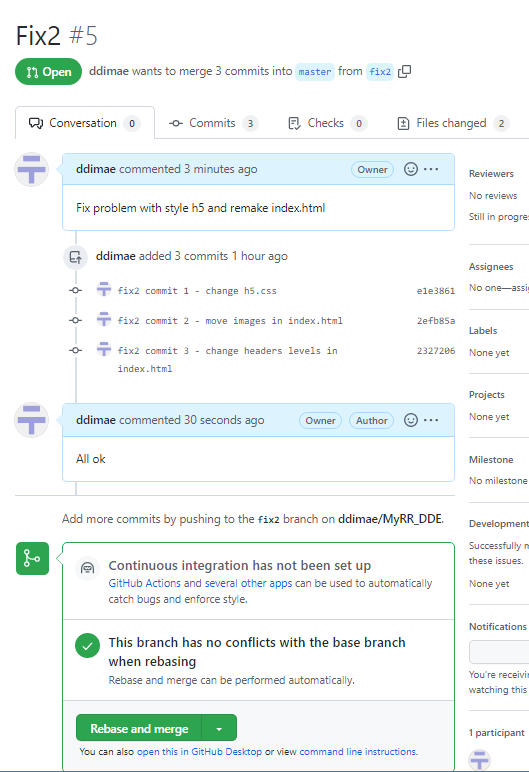 Fix2 #5
Open ddimae wants to merge 3 commits into master from fix2
Conversation 0 Commits 3 Checks 0 Files changed 2
ddimae commented 3 minutes ago Owner
Fix problem with style h5 and remake index.html
ddimae added 3 commits 1 hour ago
fix2 commit 1 - change h5.css e1e3861
fix2 commit 2 - move images in index.html 2efb85a
fix2 commit 3 - change headers levels in 2327206
index.html
ddimae commented 30 seconds ago Owner Author
All ok
Add more commits by pushing to the fix2 branch on ddimae/MyRR_DDE.
Continuous integration has not been set up
GitHub Actions and several other apps can be used to automatically
catch bugs and enforce style.
This branch has no conflicts with the base branch
when rebasing
Rebase and merge can be performed automatically.
Rebase and merge
You can also open this in GitHub Desktop or view command line instructions.
Reviewers
No reviews
Still in progre
Assignees
No one—assig
Labels
None yet
Projects
None yet
Milestone
No milestone
Development
Successfully m
these issues.
None yet
Notifications
You're receivin
watching this
1 participant